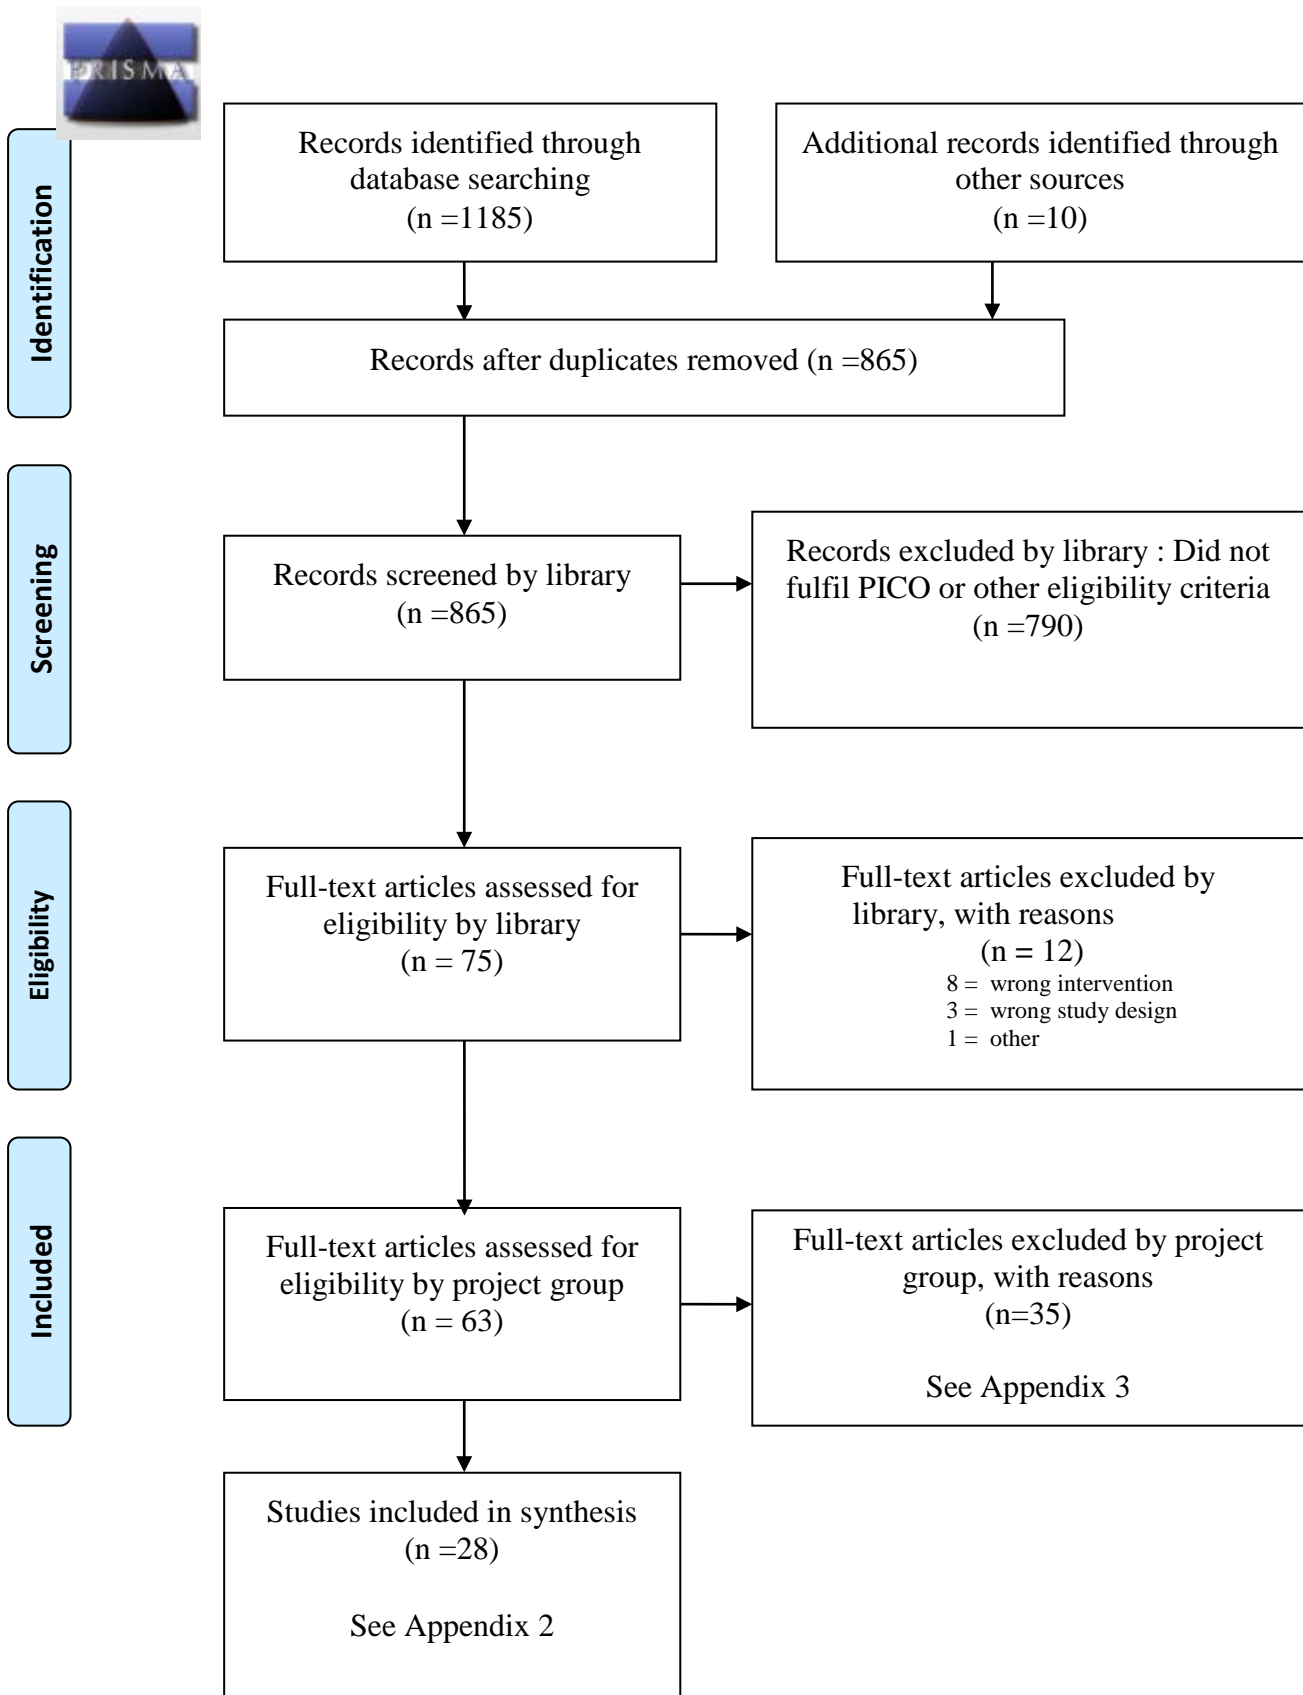 PRISMA
Identification
Records identified through
database searching
(n =1185)
Additional records identified through
other sources
(n =10)
Records after duplicates removed (n =865)
Screening
Records screened by library
(n =865)
Records excluded by library : Did not
fulfil PICO or other eligibility criteria
(n =790)
Eligibility
Full-text articles assessed for
eligibility by library
(n = 75)
Full-text articles excluded by
library, with reasons
(n = 12)
8 = wrong intervention
3 = wrong study design
1 = other
Included
Full-text articles assessed for
eligibility by project group
(n = 63)
Full-text articles excluded by project
group, with reasons
(n=35)
See Appendix 3
Studies included in synthesis
(n =28)
See Appendix 2